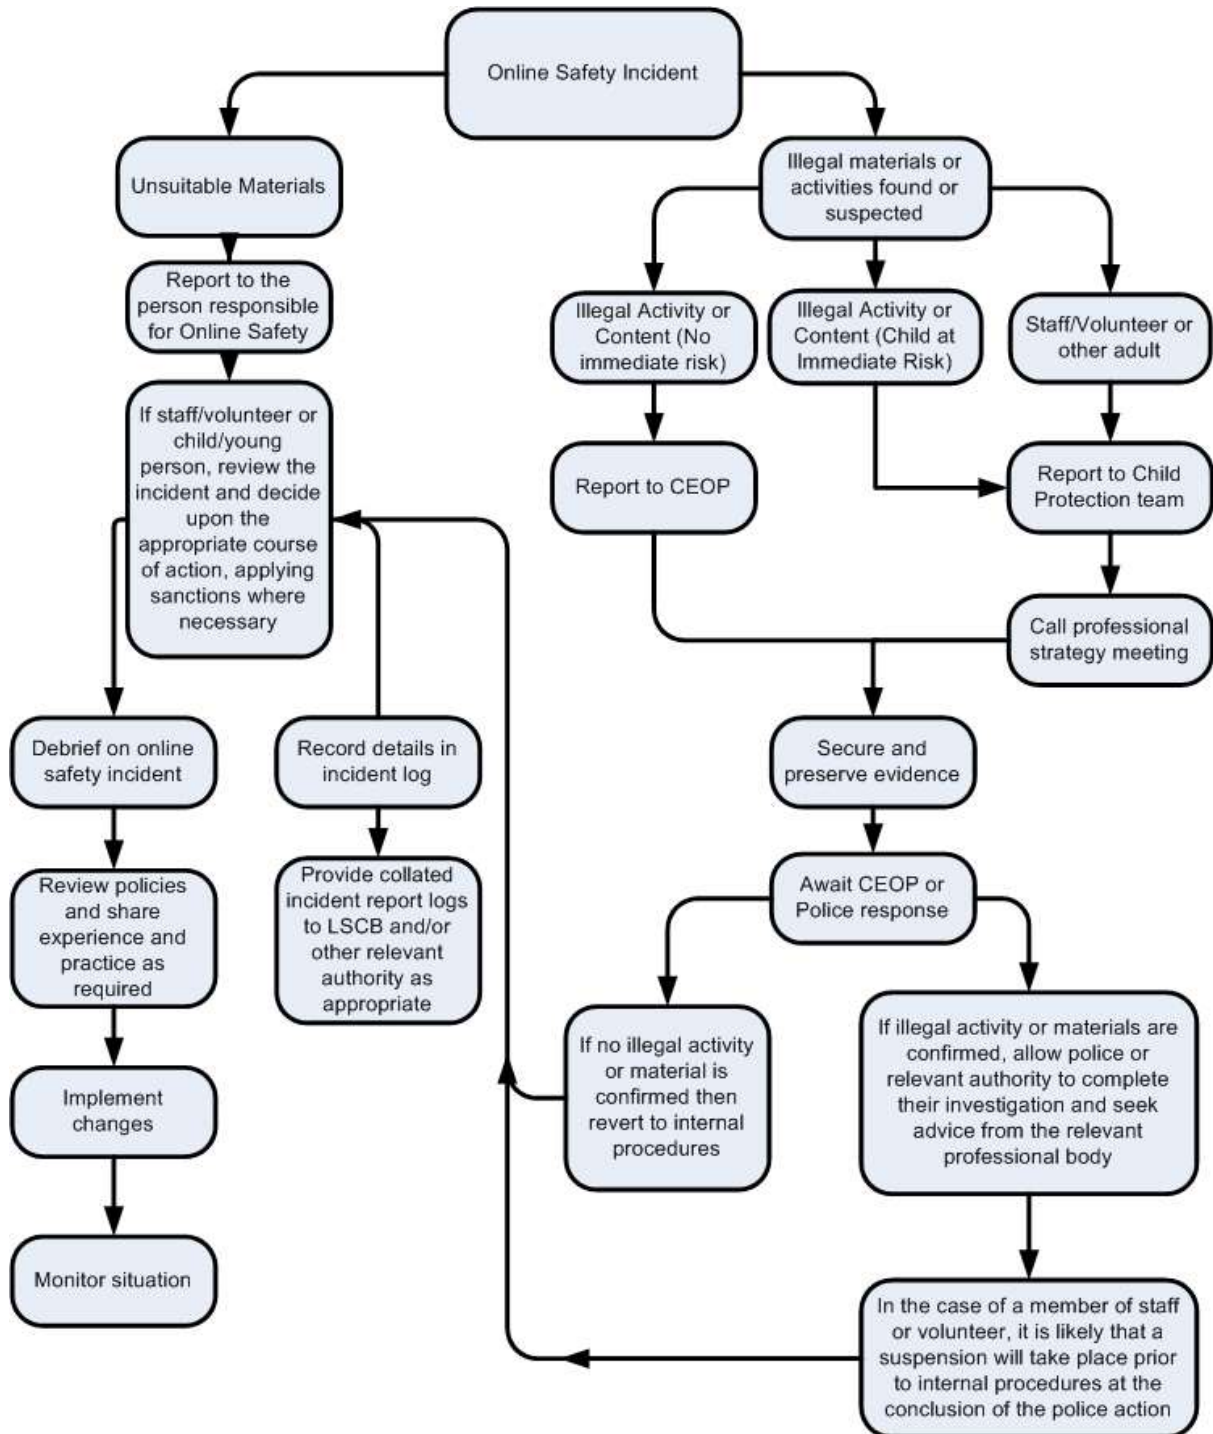 Online Safety Incident
Unsuitable Materials
Illegal materials or
activities found or
suspected
Report to the
person responsible
for Online Safety
Illegal Activity or
Content (No
immediate risk)
Illegal Activity or
Content (Child at
Immediate Risk)
Staff/Volunteer or
other adult
If staff/volunteer or
child/young
person, review the
incident and decide
upon the
appropriate course
of action, applying
sanctions where
necessary
Report to CEOP
Report to Child
Protection team
Call professional
strategy meeting
Debrief on online
safety incident
Record details in
incident log
Secure and
preserve evidence
Review policies
and share
experience and
practice as
required
Provide collated
incident report logs
to LSCB and/or
other relevant
authority as
appropriate
Await CEOP or
Police response
If no illegal activity
or material is
confirmed then
revert to internal
procedures
If illegal activity or materials are
confirmed, allow police or
relevant authority to complete
their investigation and seek
advice from the relevant
professional body
Implement
changes
Monitor situation
In the case of a member of staff
or volunteer, it is likely that a
suspension will take place prior
to internal procedures at the
conclusion of the police action